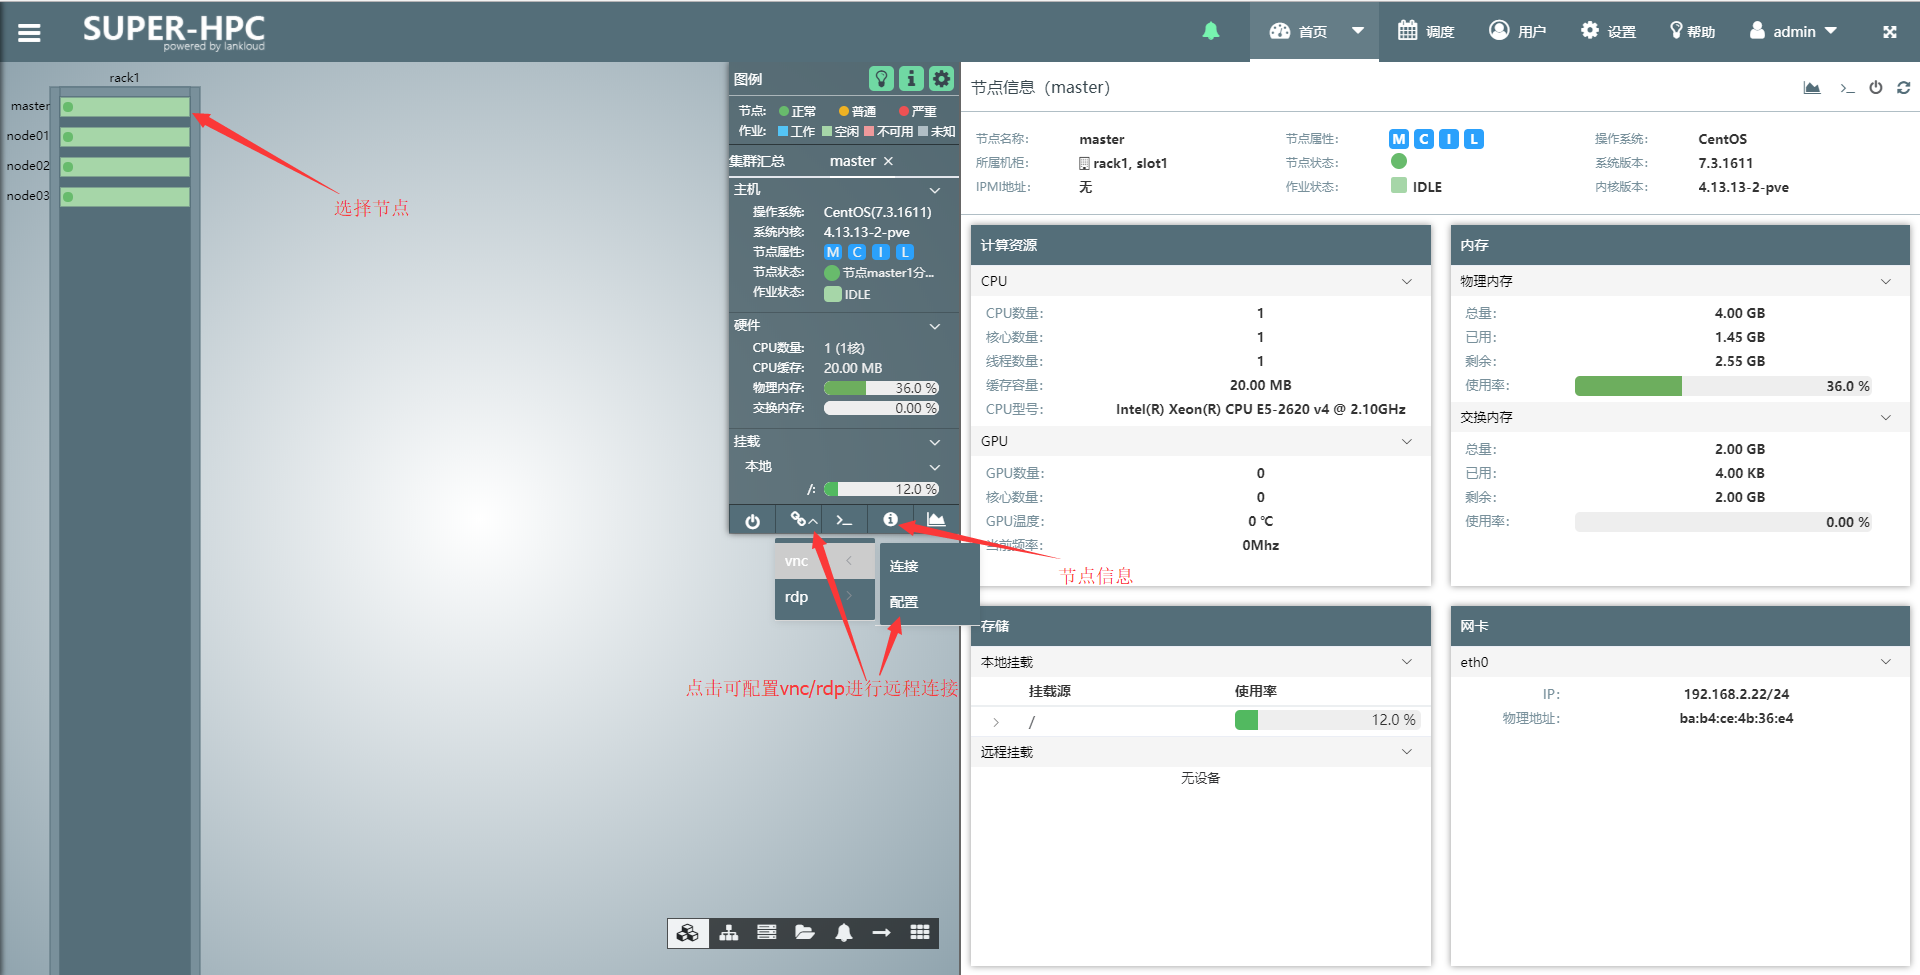 SUPER-HPC
powered by lankloud
首页
调度
用户
设置
帮助
admin
rack1
master
node01
node02
node03
选择节点
图例
节点: 正常 普通 严重
作业: 工作 空闲 不可用 未知
集群汇总 master ×
主机
操作系统: CentOS(7.3.1611)
系统内核: 4.13.13-2-pve
节点属性: M C I L
节点状态: 节点master1分...
作业状态: IDLE
硬件
CPU数量: 1 (1核)
CPU缓存: 20.00 MB
物理内存: 36.0 %
交换内存: 0.00 %
挂载
本地
/: 12.0 %
vnc
rdp
连接
配置
节点信息
点击可配置vnc/rdp进行远程连接
节点信息（master）
节点名称: master 节点属性: M C I L 操作系统: CentOS
所属机柜: rack1, slot1 节点状态: 系统版本: 7.3.1611
IPMI地址: 无 作业状态: IDLE 内核版本: 4.13.13-2-pve
计算资源
CPU
CPU数量: 1
核心数量: 1
线程数量: 1
缓存容量: 20.00 MB
CPU型号: Intel(R) Xeon(R) CPU E5-2620 v4 @ 2.10GHz
GPU
GPU数量: 0
核心数量: 0
GPU温度: 0 ℃
当前频率: 0Mhz
内存
物理内存
总量: 4.00 GB
已用: 1.45 GB
剩余: 2.55 GB
使用率: 36.0 %
交换内存
总量: 2.00 GB
已用: 4.00 KB
剩余: 2.00 GB
使用率: 0.00 %
存储
本地挂载
挂载源 使用率
/ 12.0 %
远程挂载
无设备
网卡
eth0
IP: 192.168.2.22/24
物理地址: ba:b4:ce:4b:36:e4